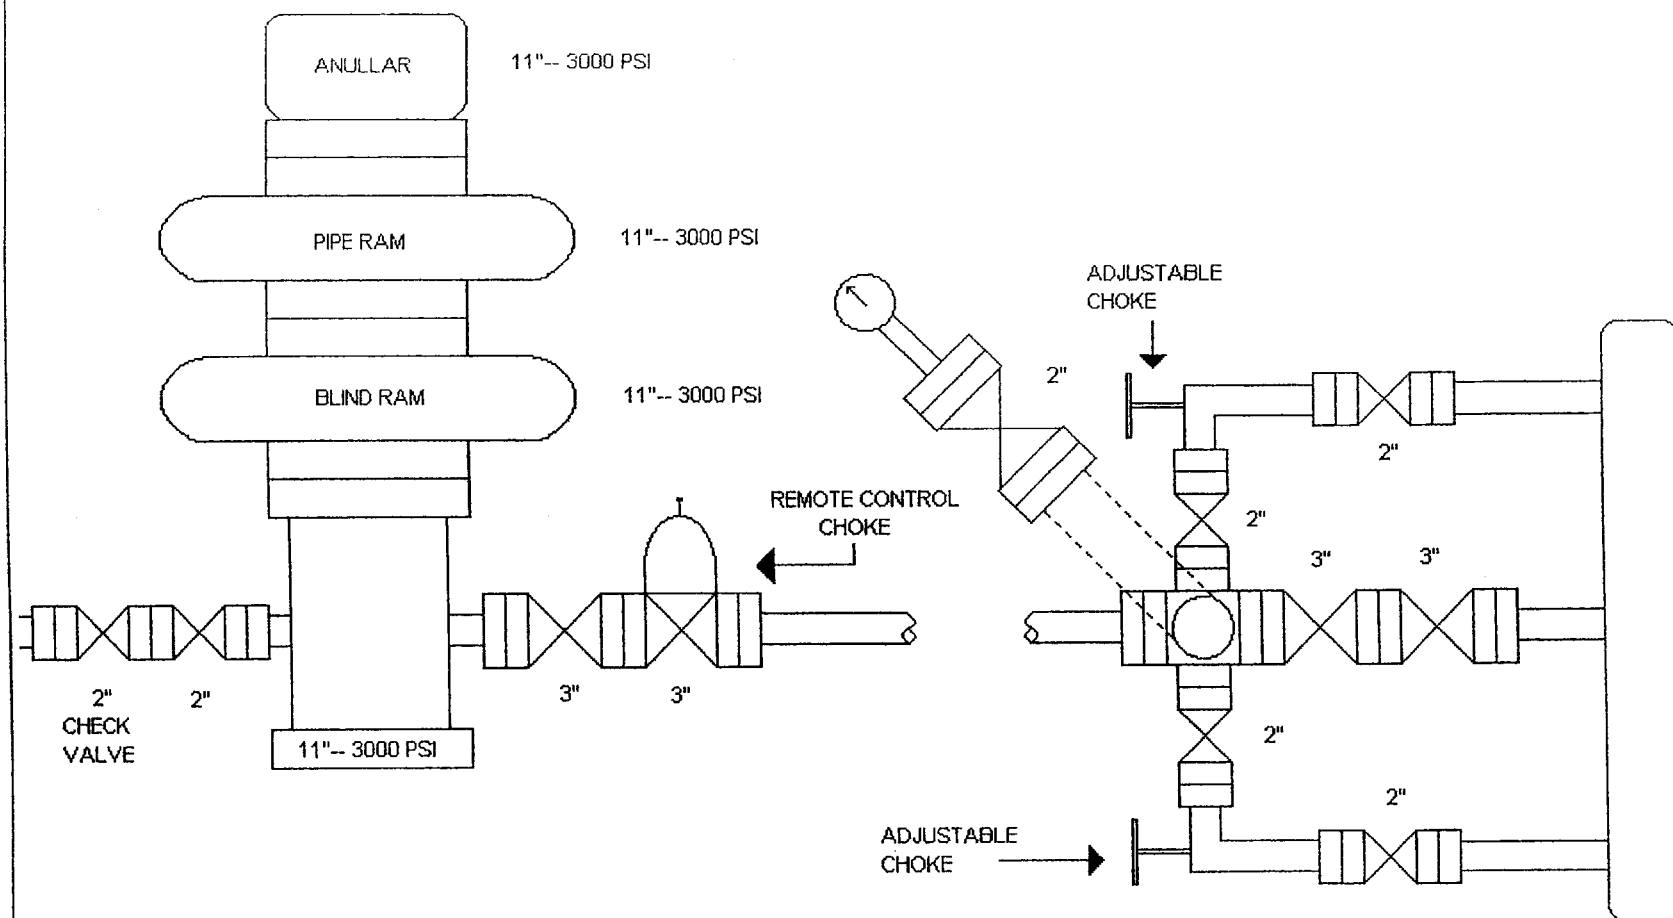 ANULLAR
11"-- 3000 PSI
PIPE RAM
11"-- 3000 PSI
BLIND RAM
11"-- 3000 PSI
ADJUSTABLE
CHOKE
2"
2"
REMOTE CONTROL
CHOKE
2"
3"
3"
2"
CHECK
VALVE
2"
3"
3"
11"-- 3000 PSI
2"
2"
ADJUSTABLE
CHOKE